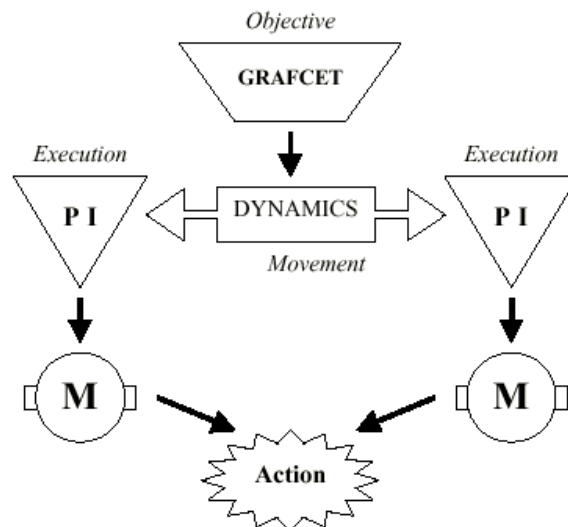 Objective
GRAFCET
Execution
Execution
P I
DYNAMICS
P I
Movement
M
M
Action